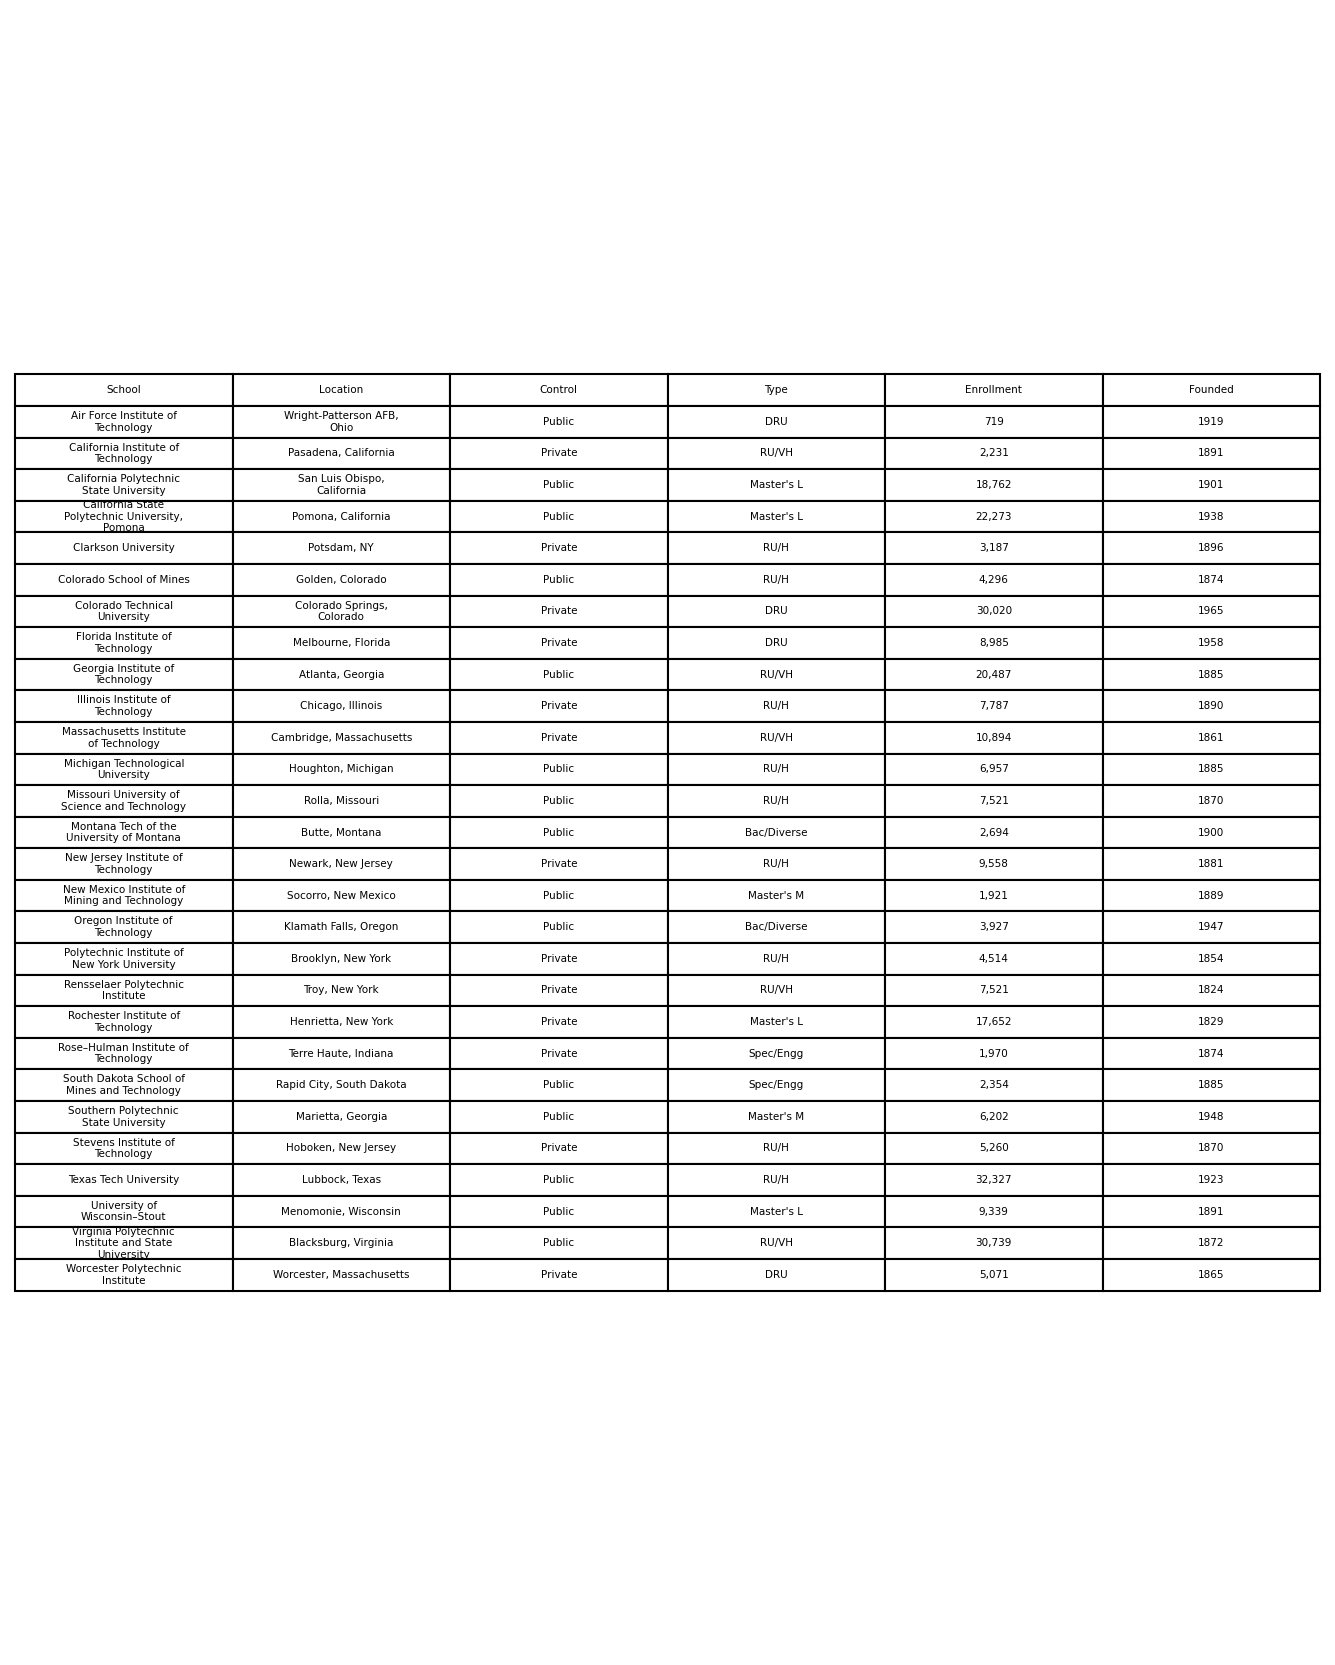 School Location Control Type Enrollment Founded
Air Force Institute of Technology Wright-Patterson AFB, Ohio Public DRU 719 1919
California Institute of Technology Pasadena, California Private RU/VH 2,231 1891
California Polytechnic State University San Luis Obispo, California Public Master's L 18,762 1901
California State Polytechnic University, Pomona Pomona, California Public Master's L 22,273 1938
Clarkson University Potsdam, NY Private RU/H 3,187 1896
Colorado School of Mines Golden, Colorado Public RU/H 4,296 1874
Colorado Technical University Colorado Springs, Colorado Private DRU 30,020 1965
Florida Institute of Technology Melbourne, Florida Private DRU 8,985 1958
Georgia Institute of Technology Atlanta, Georgia Public RU/VH 20,487 1885
Illinois Institute of Technology Chicago, Illinois Private RU/H 7,787 1890
Massachusetts Institute of Technology Cambridge, Massachusetts Private RU/VH 10,894 1861
Michigan Technological University Houghton, Michigan Public RU/H 6,957 1885
Missouri University of Science and Technology Rolla, Missouri Public RU/H 7,521 1870
Montana Tech of the University of Montana Butte, Montana Public Bac/Diverse 2,694 1900
New Jersey Institute of Technology Newark, New Jersey Private RU/H 9,558 1881
New Mexico Institute of Mining and Technology Socorro, New Mexico Public Master's M 1,921 1889
Oregon Institute of Technology Klamath Falls, Oregon Public Bac/Diverse 3,927 1947
Polytechnic Institute of New York University Brooklyn, New York Private RU/H 4,514 1854
Rensselaer Polytechnic Institute Troy, New York Private RU/VH 7,521 1824
Rochester Institute of Technology Henrietta, New York Private Master's L 17,652 1829
Rose–Hulman Institute of Technology Terre Haute, Indiana Private Spec/Engg 1,970 1874
South Dakota School of Mines and Technology Rapid City, South Dakota Public Spec/Engg 2,354 1885
Southern Polytechnic State University Marietta, Georgia Public Master's M 6,202 1948
Stevens Institute of Technology Hoboken, New Jersey Private RU/H 5,260 1870
Texas Tech University Lubbock, Texas Public RU/H 32,327 1923
University of Wisconsin–Stout Menomonie, Wisconsin Public Master's L 9,339 1891
Virginia Polytechnic Institute and State University Blacksburg, Virginia Public RU/VH 30,739 1872
Worcester Polytechnic Institute Worcester, Massachusetts Private DRU 5,071 1865